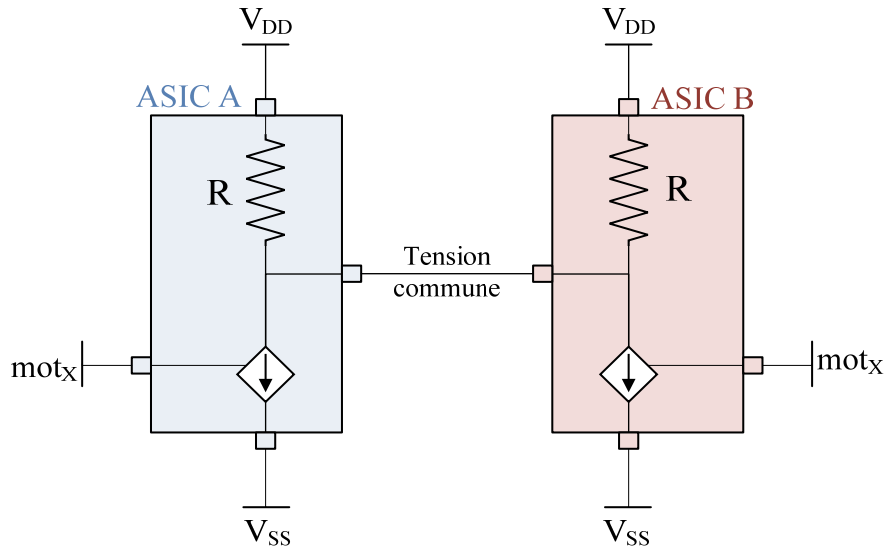 VDD
VDD
ASIC A
ASIC B
R
R
Tension
commune
motX
motX
VSS
VSS